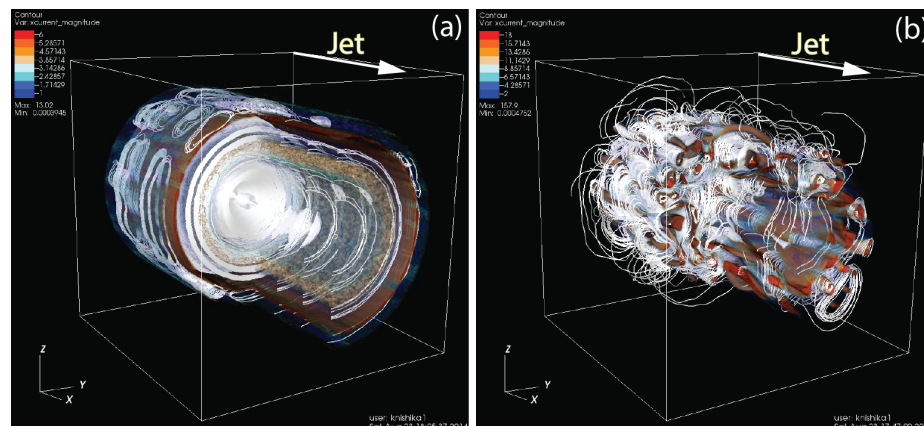 Contour
Var: xcurrent_magnitude
6
5.28571
4.57143
3.85714
3.14286
2.42857
1.71429
1
Max: 13.02
Min: 0.0003945
(a)
Jet
Z
Y
X
user: knishika1
Contour
Var: xcurrent_magnitude
18
15.7143
13.4286
11.1429
8.85714
6.57143
4.28571
2
Max: 157.9
Min: 0.0004752
(b)
Jet
Z
Y
X
user: knishika1